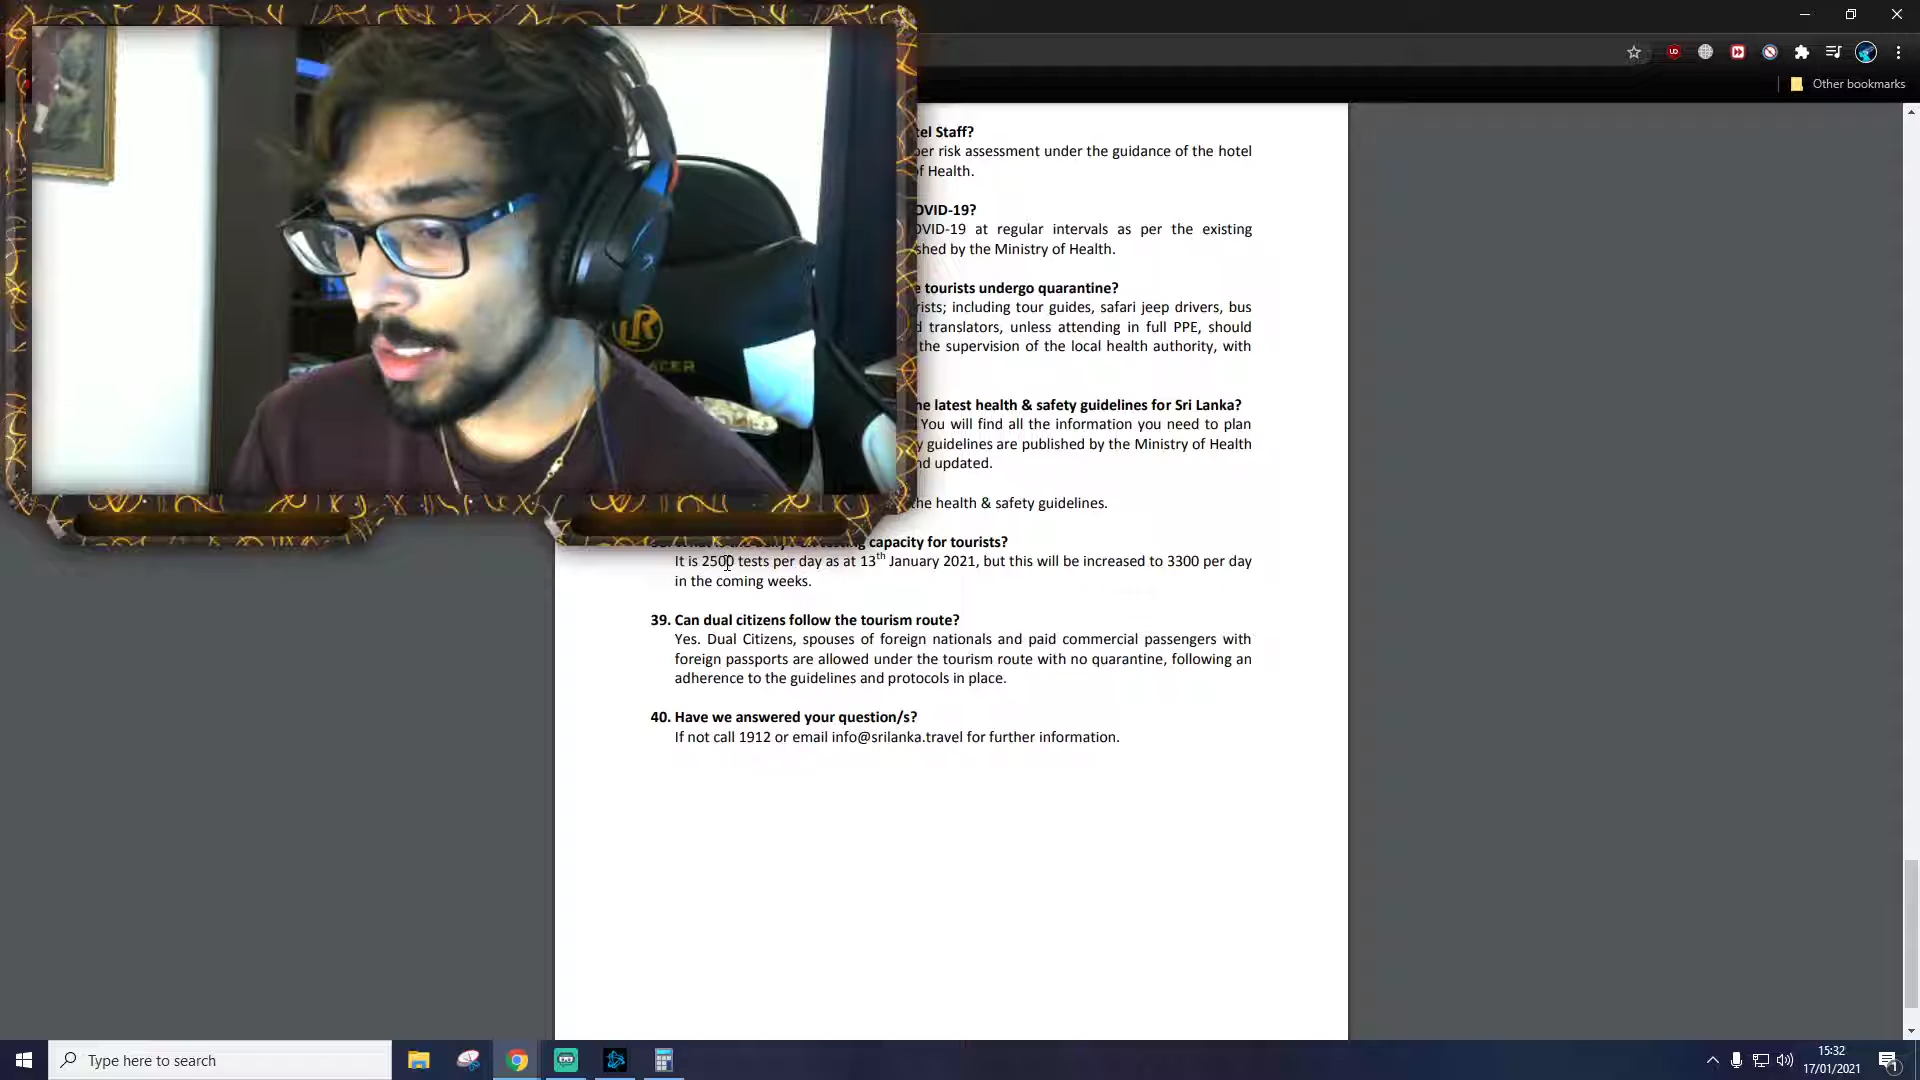 Other bookmarks
tel Staff?
per risk assessment under the guidance of the hotel
of Health.
OVID-19?
OVID-19 at regular intervals as per the existing
shed by the Ministry of Health.
e tourists undergo quarantine?
rists; including tour guides, safari jeep drivers, bus
d translators, unless attending in full PPE, should
the supervision of the local health authority, with
he latest health & safety guidelines for Sri Lanka?
You will find all the information you need to plan
y guidelines are published by the Ministry of Health
nd updated.
the health & safety guidelines.
capacity for tourists?
It is 2500 tests per day as at 13th January 2021, but this will be increased to 3300 per day
in the coming weeks.
39. Can dual citizens follow the tourism route?
Yes. Dual Citizens, spouses of foreign nationals and paid commercial passengers with
foreign passports are allowed under the tourism route with no quarantine, following an
adherence to the guidelines and protocols in place.
40. Have we answered your question/s?
If not call 1912 or email info@srilanka.travel for further information.
Type here to search
15:32
17/01/2021